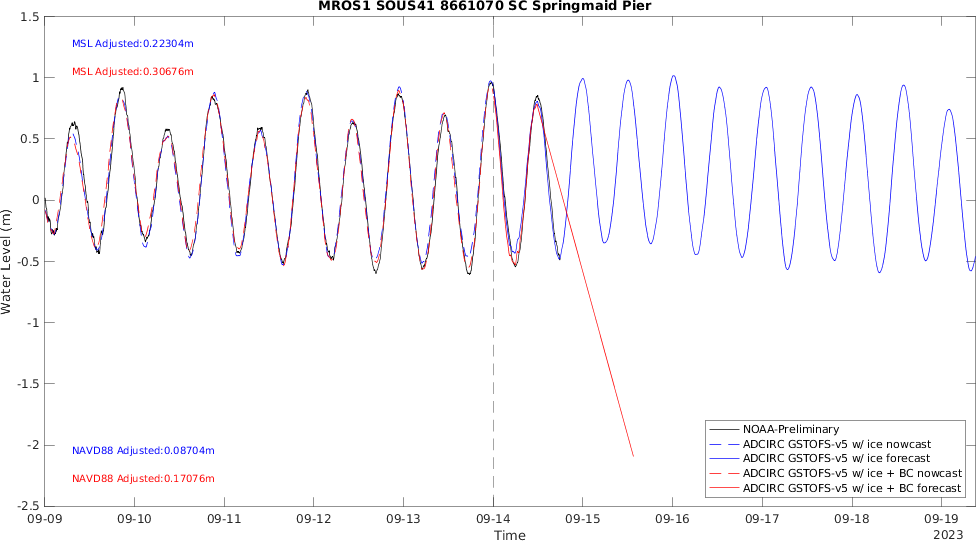 MROS1 SOUS41 8661070 SC Springmaid Pier
1.5
1
0.5
0
-0.5
-1
-1.5
-2
-2.5
Water Level (m)
MSL Adjusted:0.22304m
MSL Adjusted:0.30676m
NAVD88 Adjusted:0.08704m
NAVD88 Adjusted:0.17076m
NOAA-Preliminary
ADCIRC GSTOFS-v5 w/ ice nowcast
ADCIRC GSTOFS-v5 w/ ice forecast
ADCIRC GSTOFS-v5 w/ ice + BC nowcast
ADCIRC GSTOFS-v5 w/ ice + BC forecast
09-09 09-10 09-11 09-12 09-13 09-14 09-15 09-16 09-17 09-18 09-19
Time
2023